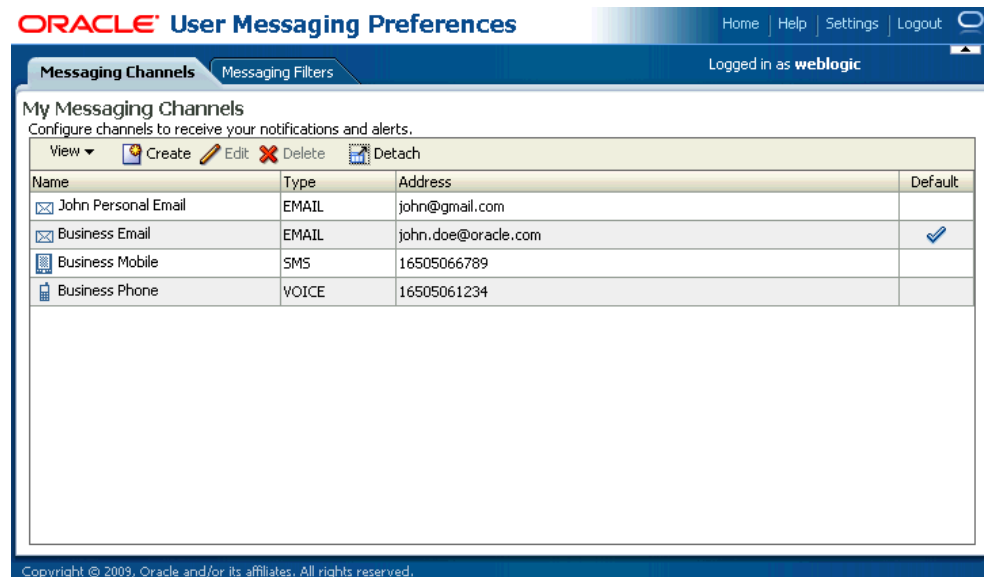 ORACLE User Messaging Preferences
Home Help Settings Logout
Messaging Channels Messaging Filters
Logged in as weblogic
My Messaging Channels
Configure channels to receive your notifications and alerts.
View Create Edit Delete Detach
Name Type Address Default
John Personal Email EMAIL john@gmail.com
Business Email EMAIL john.doe@oracle.com
Business Mobile SMS 16505066789
Business Phone VOICE 16505061234
Copyright © 2009, Oracle and/or its affiliates. All rights reserved.